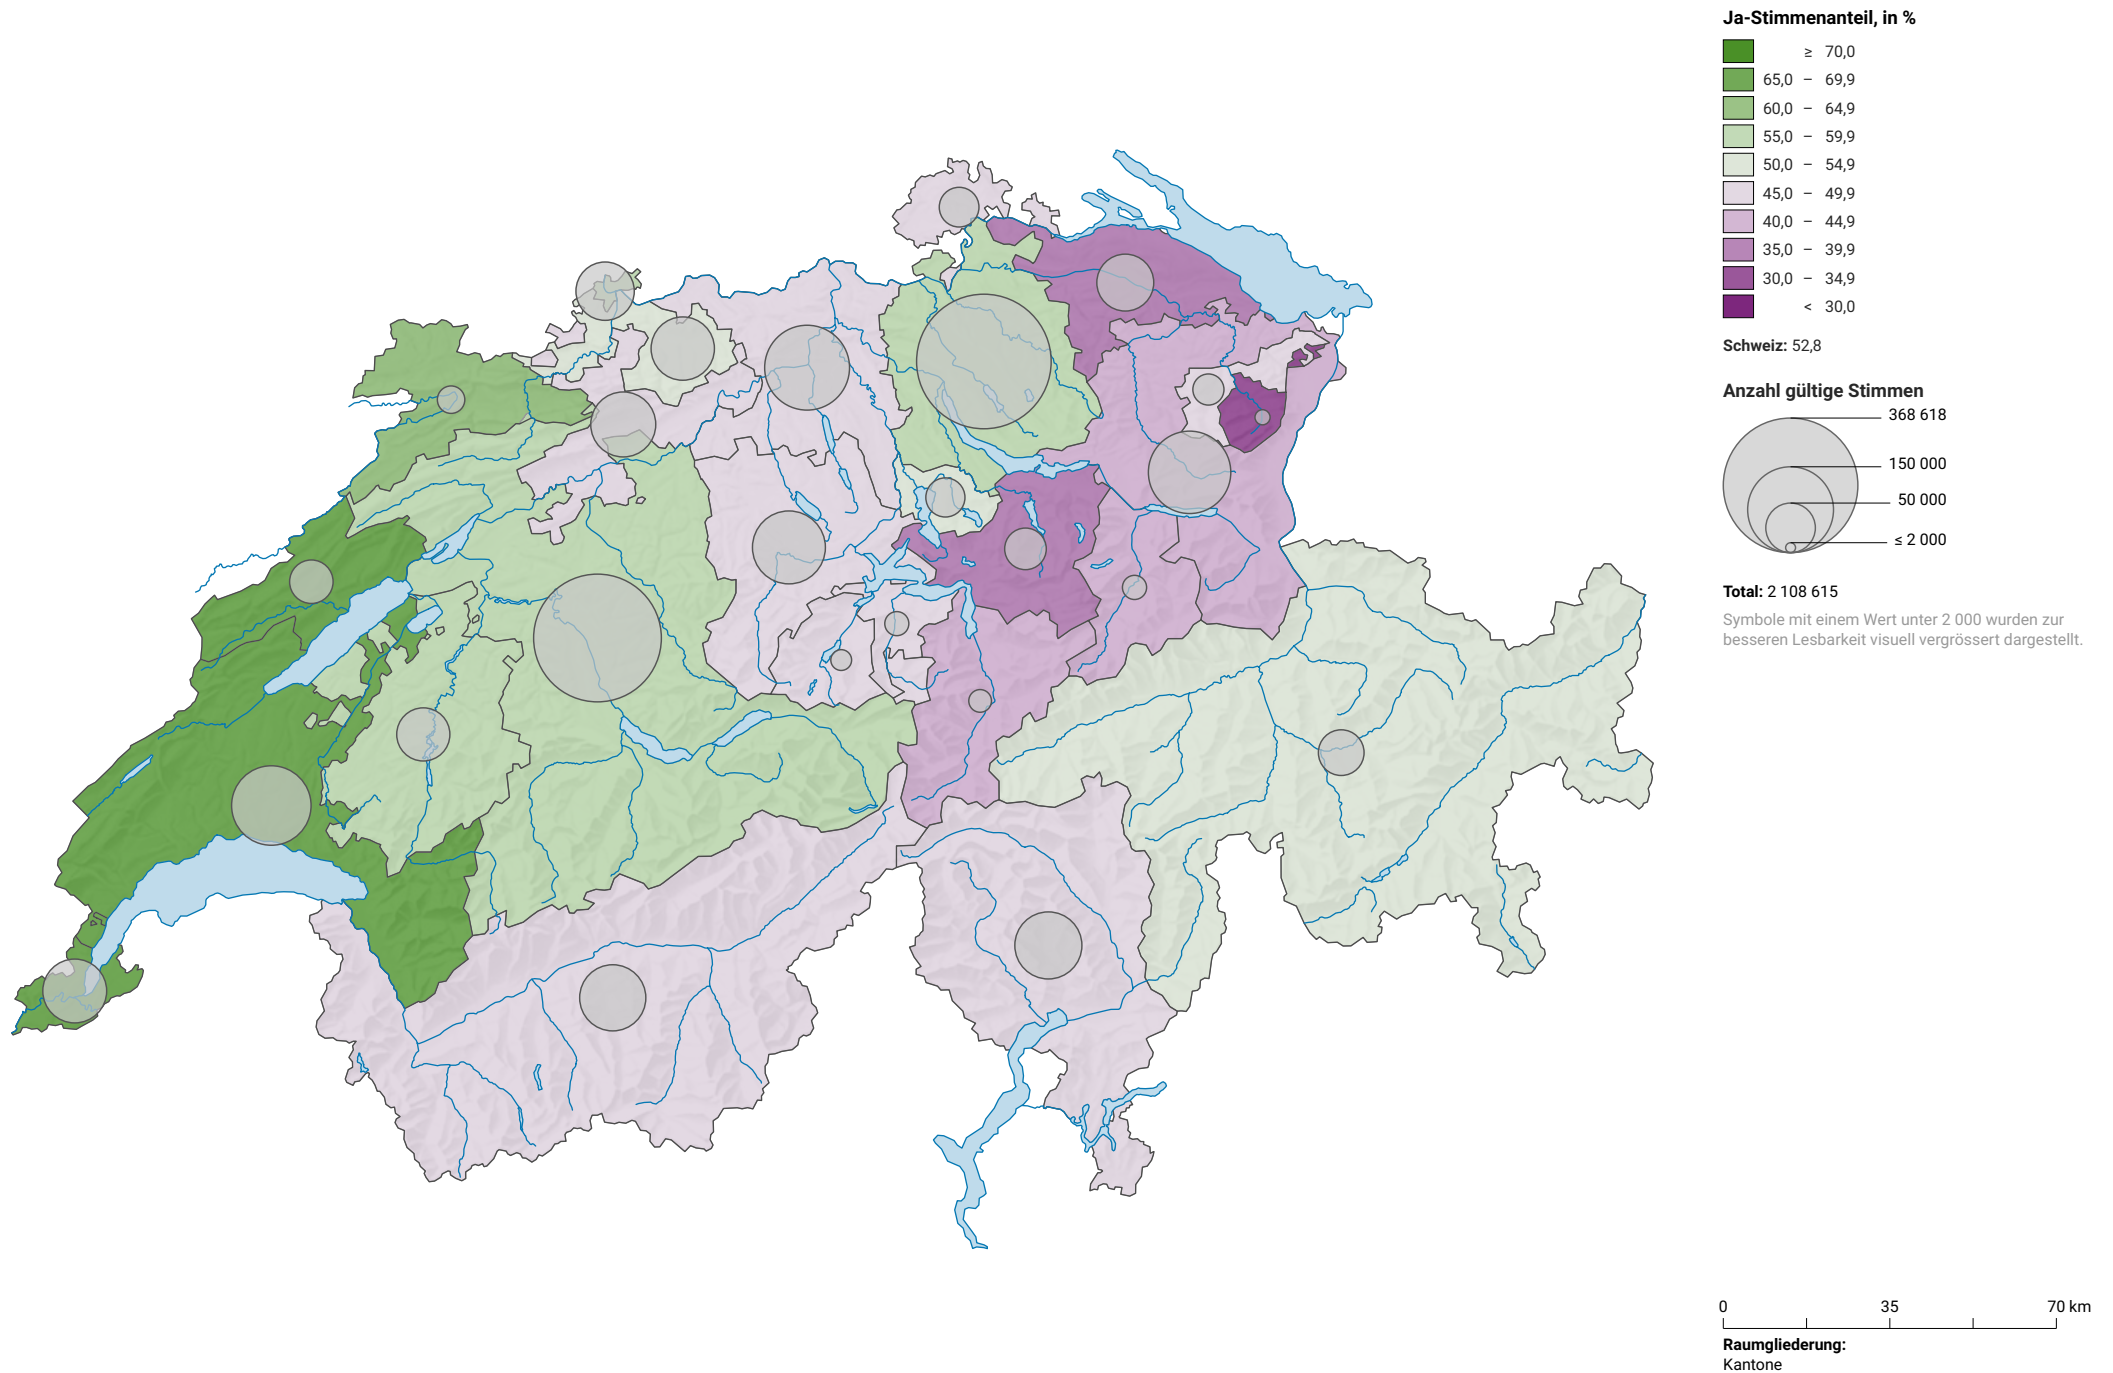 Ja-Stimmenanteil, in %
≥ 70,0
65,0 – 69,9
60,0 – 64,9
55,0 – 59,9
50,0 – 54,9
45,0 – 49,9
40,0 – 44,9
35,0 – 39,9
30,0 – 34,9
< 30,0
Schweiz: 52,8
Anzahl gültige Stimmen
368 618
150 000
50 000
≤ 2 000
Total: 2 108 615
Symbole mit einem Wert unter 2 000 wurden zur
besseren Lesbarkeit visuell vergrössert dargestellt.
0 35 70 km
Raumgliederung:
Kantone